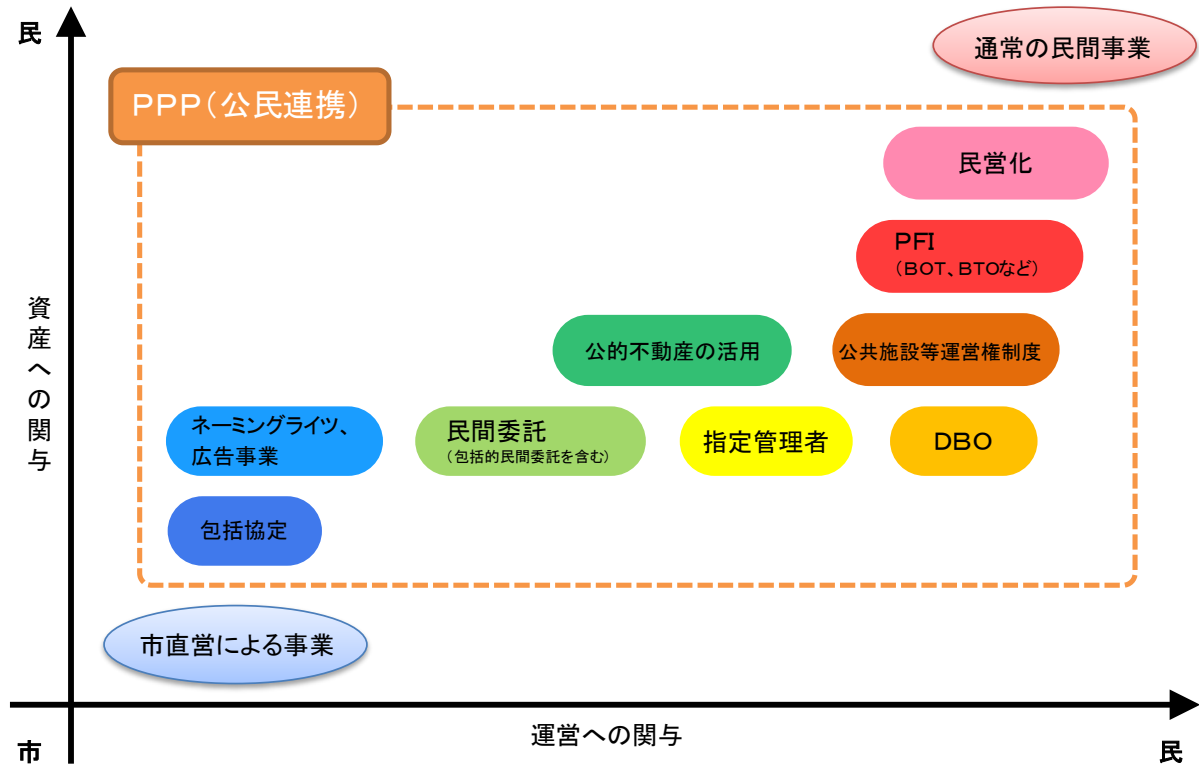 民
通常の民間事業
PPP(公民連携)
民営化
PFI
(BOT、BTOなど)
資産への関与
公的不動産の活用
公共施設等運営権制度
ネーミングライツ、
広告事業
民間委託
(包括的民間委託を含む)
指定管理者
DBO
包括協定
市直営による事業
運営への関与
市
民